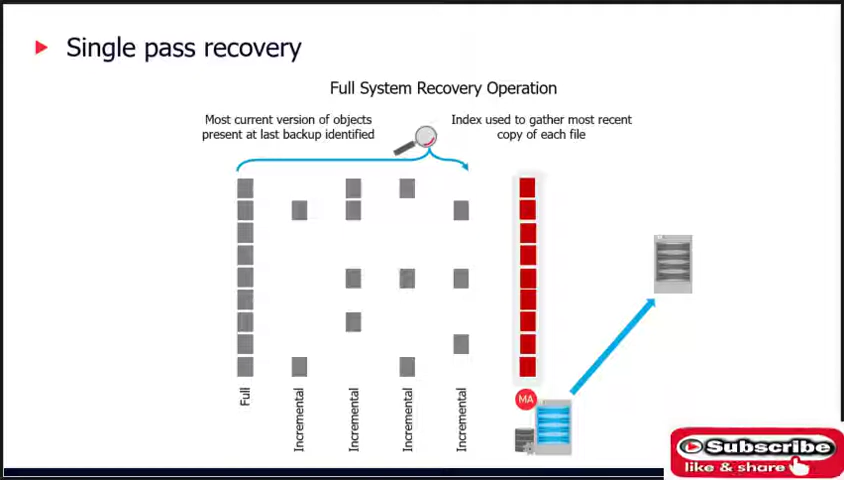 Single pass recovery
Full System Recovery Operation
Most current version of objects
present at last backup identified
Index used to gather most recent
copy of each file
Full
Incremental
Incremental
Incremental
Incremental
MA
Subscribe
like & share